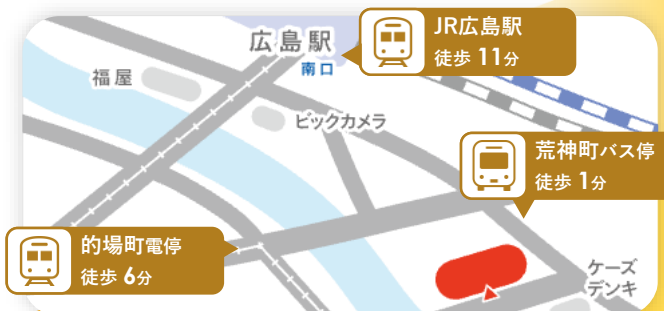 JR広島駅
徒歩 11分
広島駅
南口
福屋
ビックカメラ
荒神町バス停
徒歩 1分
的場町電停
徒歩 6分
ケーズ
デンキ